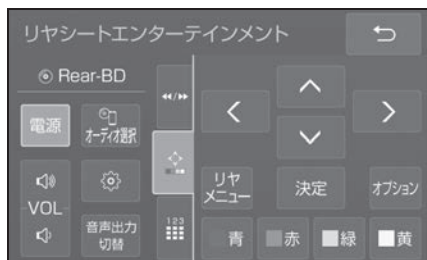 リヤシートエンターテインメント
Rear-BD
電源
オーディオ選択
VOL
音声出力
切替
123
リヤ
メニュー
決定
オプション
青
赤
緑
黄